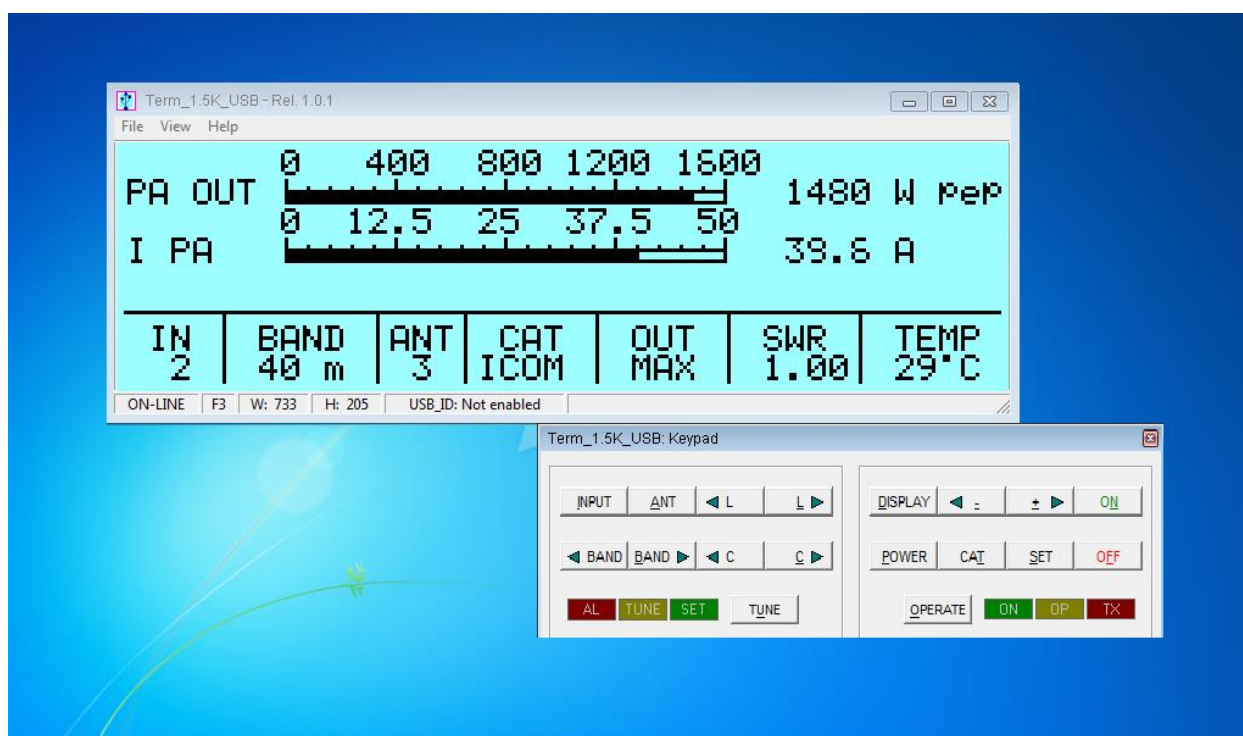 Term_1.5K_USB - Rel. 1.0.1
File View Help
0 400 800 1200 1600
PA OUT 1480 W pep
0 12.5 25 37.5 50
I PA 39.6 A
IN BAND ANT CAT OUT SWR TEMP
2 40 m 3 ICOM MAX 1.00 29°C
ON-LINE F3 W: 733 H: 205 USB_ID: Not enabled
Term_1.5K_USB: Keypad
INPUT ANT L L DISPLAY - + ON
BAND BAND C C POWER CAT SET OFF
AL TUNE SET TUNE OPERATE ON OP TX